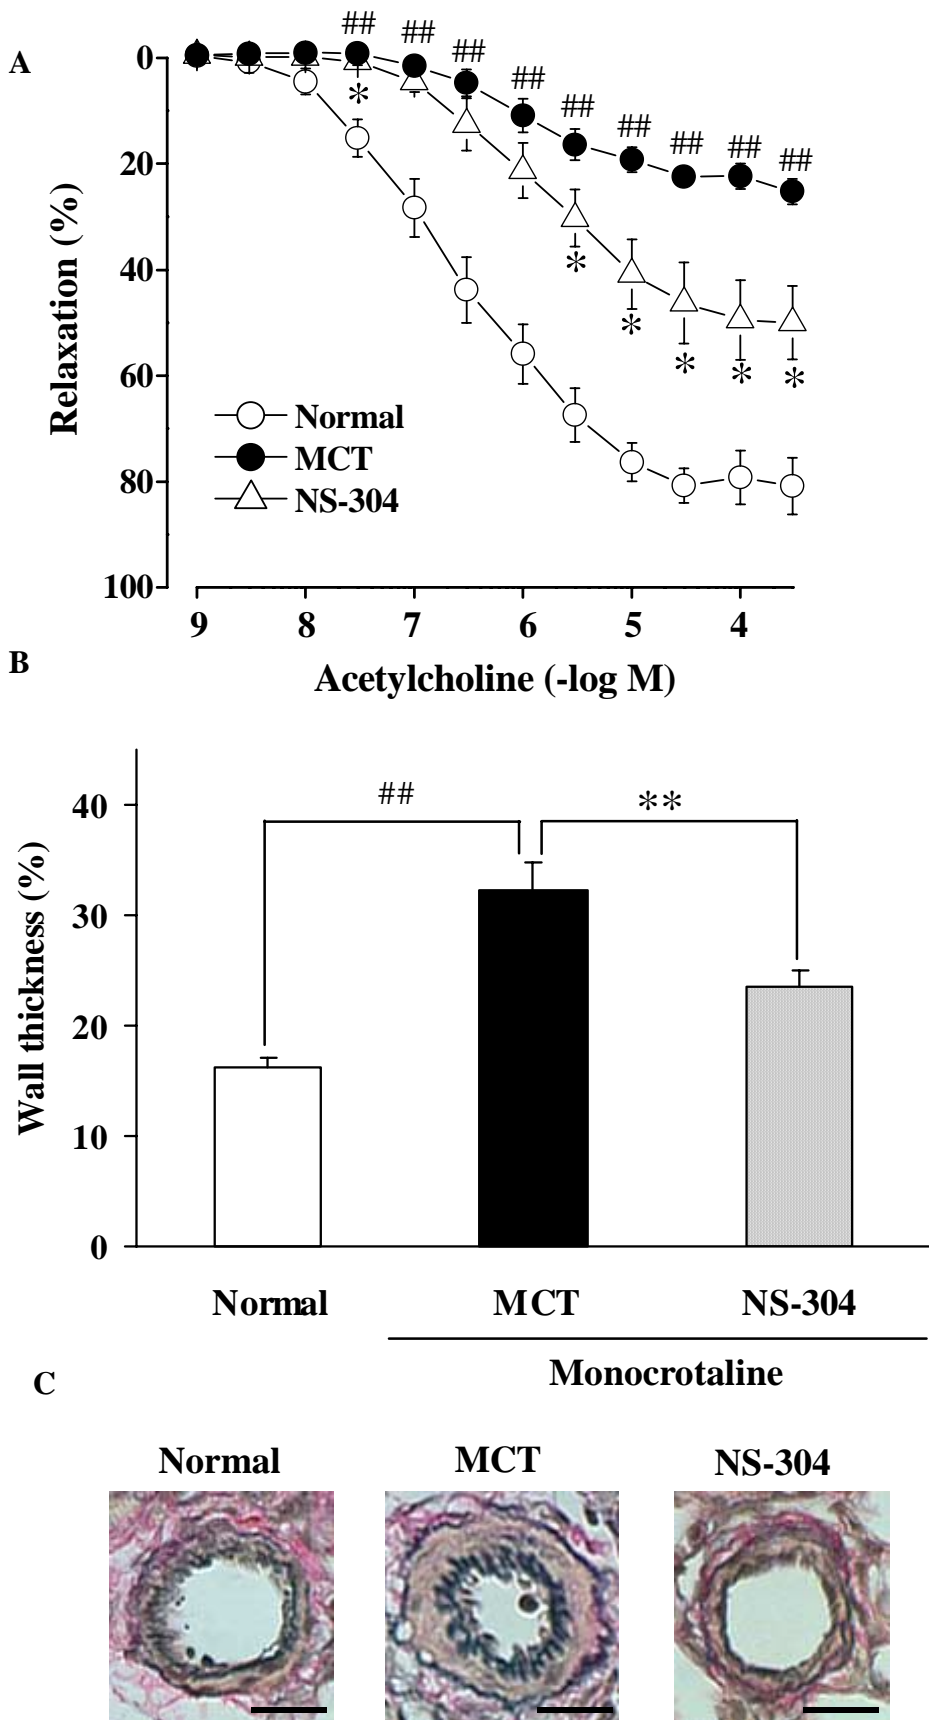 ##
##
A
##
0
##
*
##
##
##
##
##
20
Relaxation (%)
*
40
*
*
*
*
60
Normal
MCT
80
NS-304
100
9 8 7 6 5 4
B
Acetylcholine (-log M)
##
**
40
30
Wall thickness (%)
20
10
0
Normal MCT NS-304
Monocrotaline
C
Normal MCT NS-304